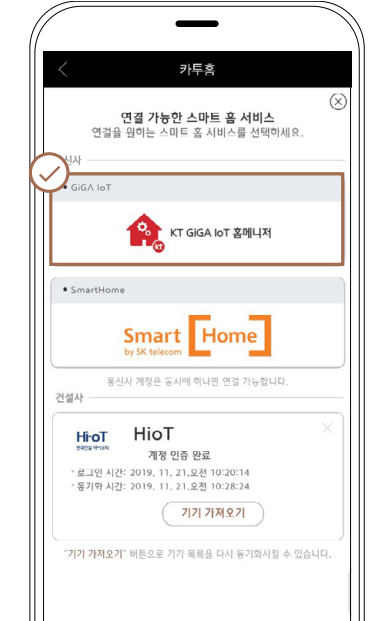 카투홈
연결 가능한 스마트 홈 서비스
연결을 원하는 스마트 홈 서비스를 선택하세요.
신사
• GiGA IoT
KT GiGA IoT 홈매니저
kt
• SmartHome
Smart [Home]
by SK telecom
통신사 계정은 동시에 하나만 연결 가능합니다.
건설사
Hi-oT
HioT
계정 인증 완료
· 로그인 시간: 2019. 11. 21.오전 10:20:14
· 동기화 시간: 2019. 11. 21.오전 10:28:24
기기 가져오기
"기기 가져오기" 버튼으로 기기 목록을 다시 동기화시킬 수 있습니다.